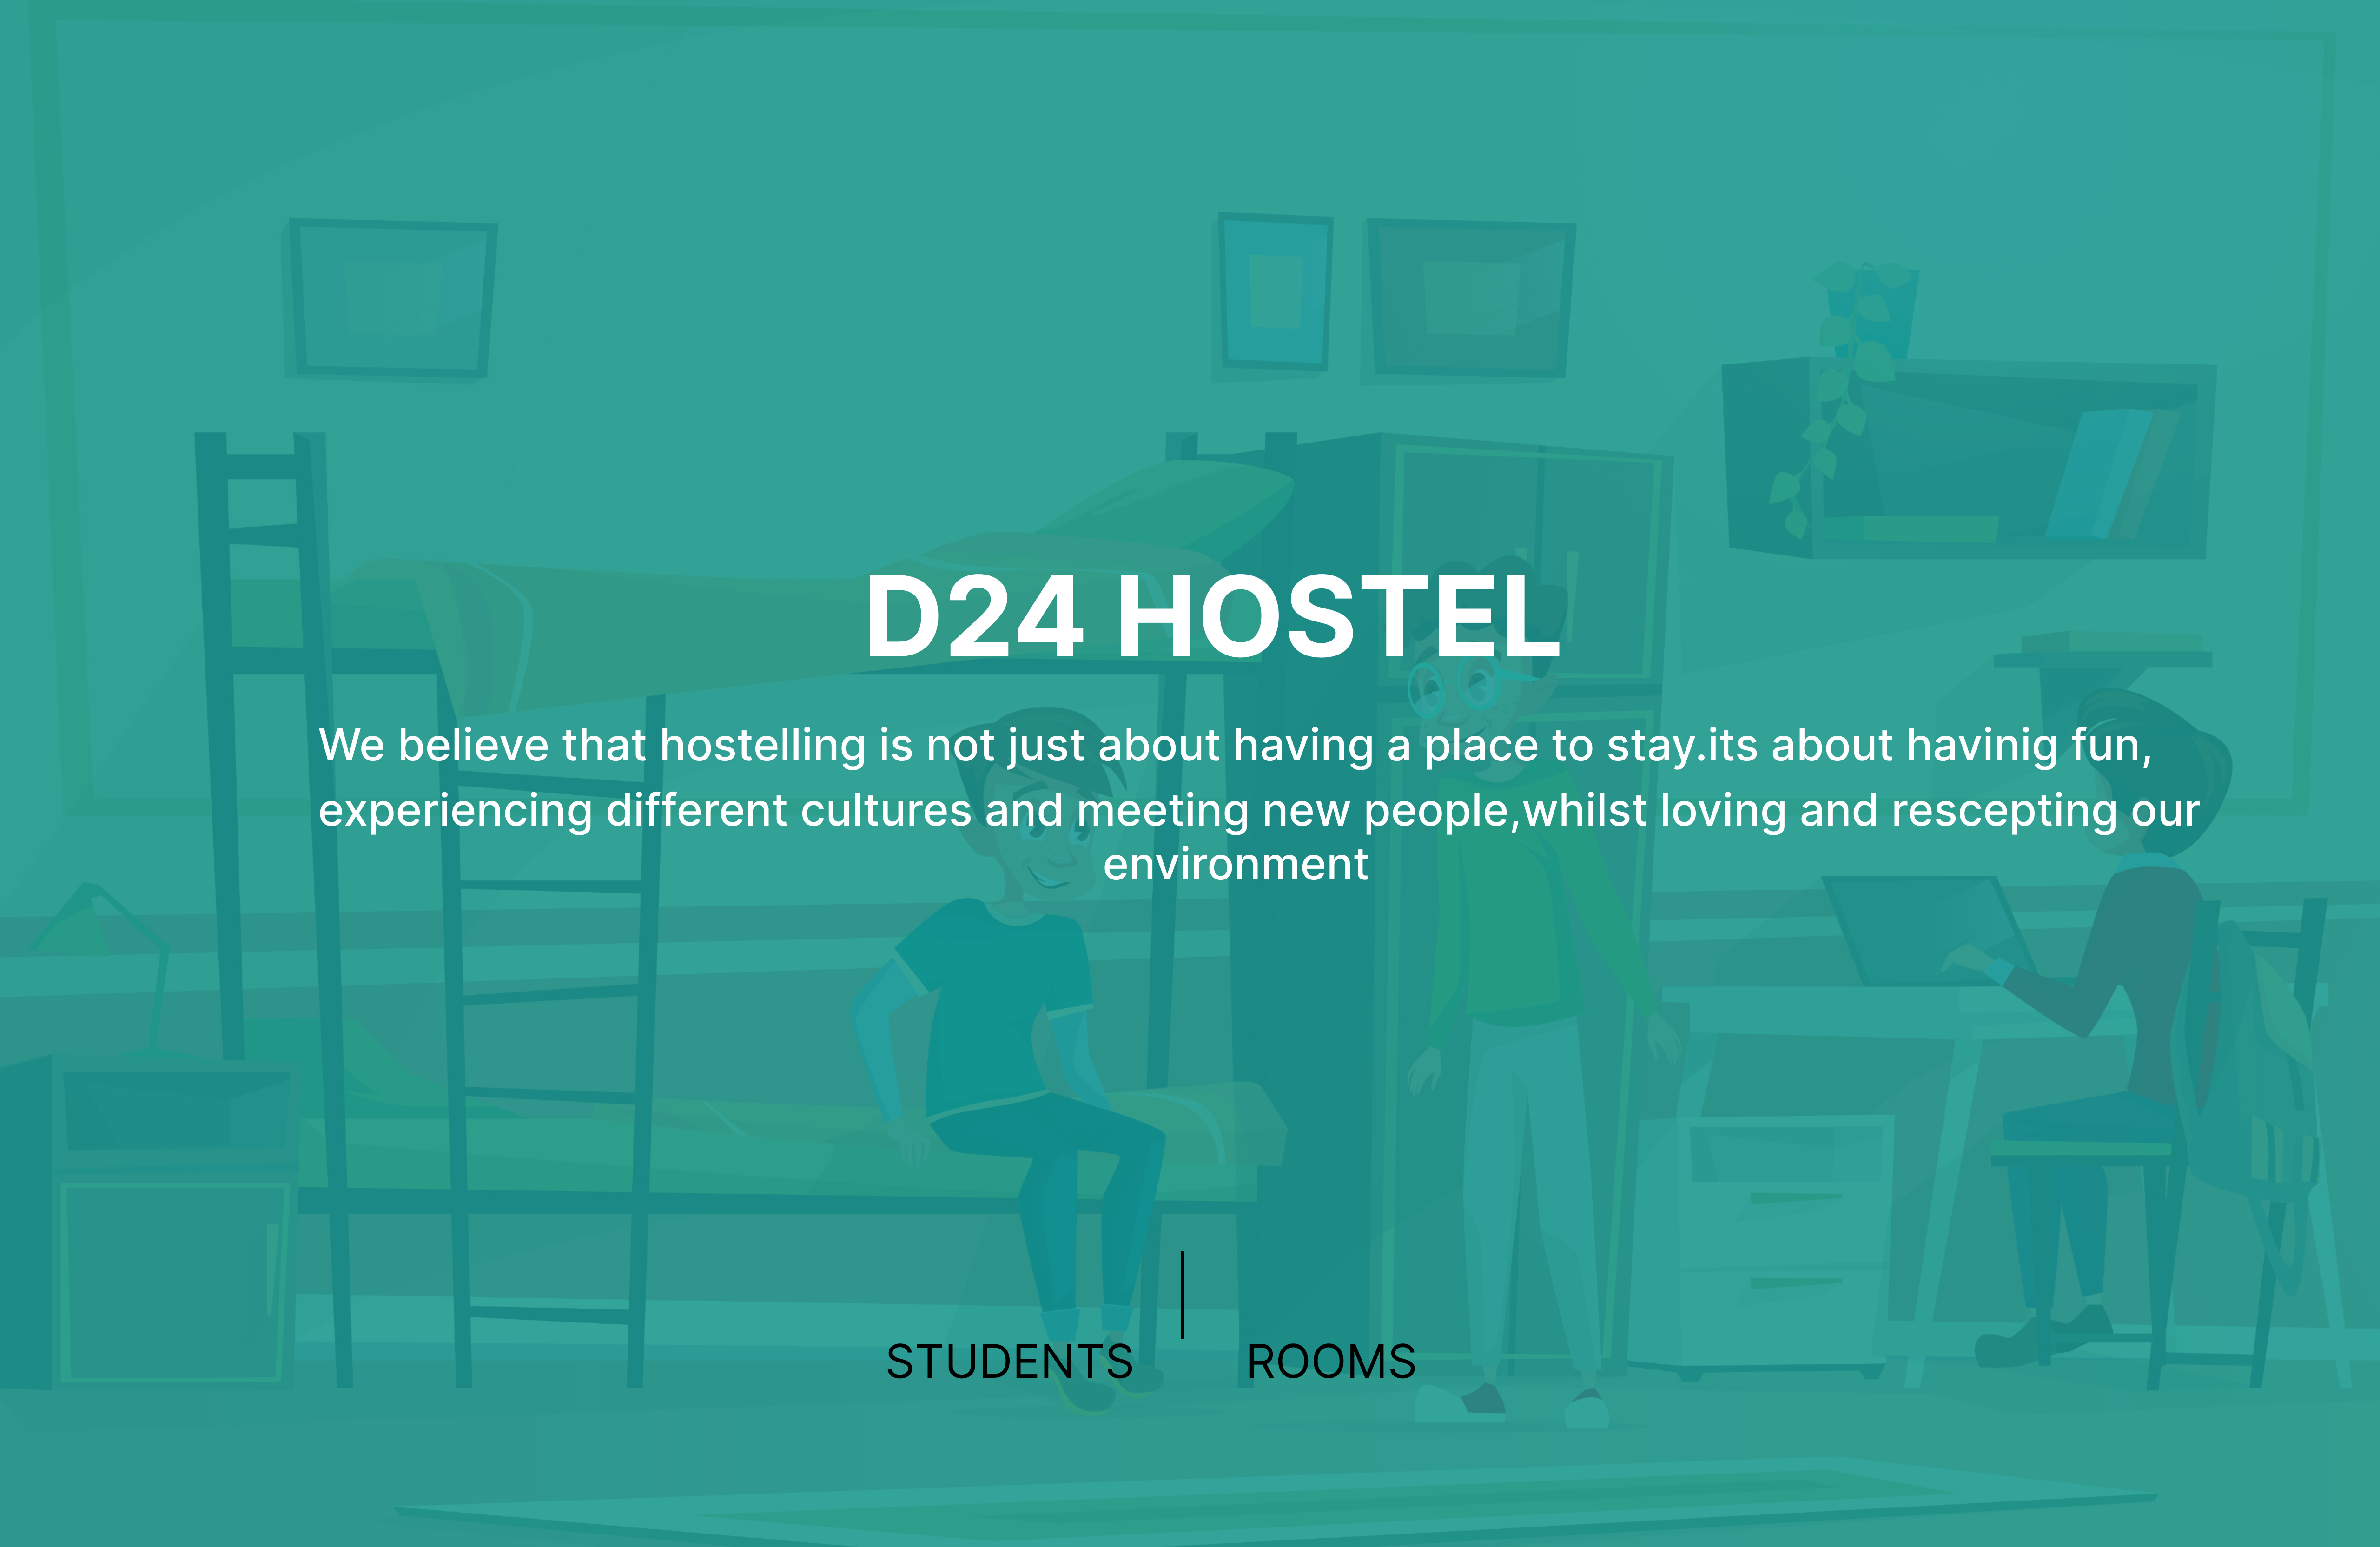 D24 HOSTEL
We believe that hostelling is not just about having a place to stay.its about havinig fun,
experiencing different cultures and meeting new people,whilst loving and rescepting our
environment
STUDENTS
ROOMS